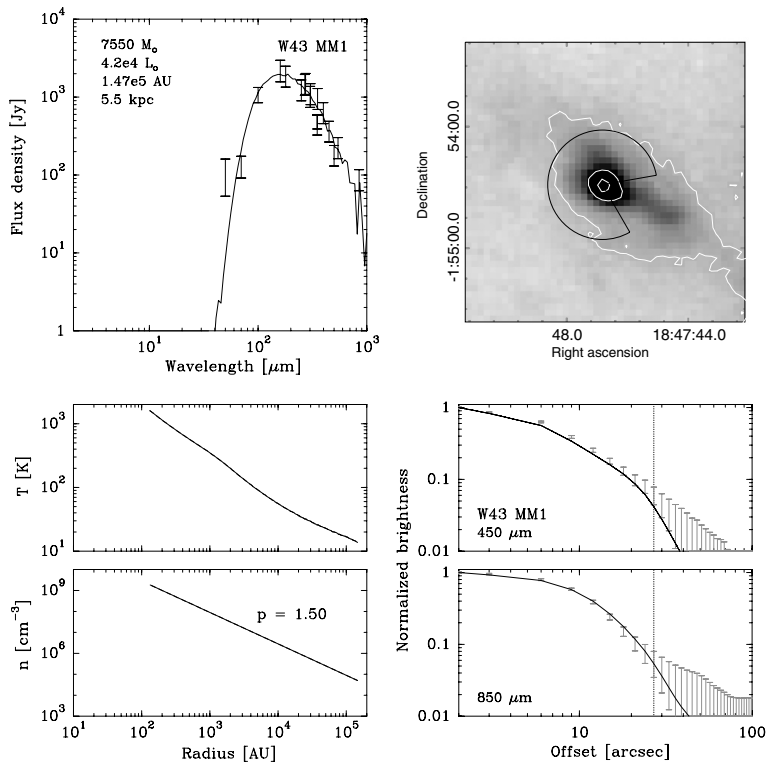 7550 M₀
4.2e4 L₀
1.47e5 AU
5.5 kpc
W43 MM1
10⁴
10³
10²
10¹
1
Flux density [Jy]
10¹
10²
10³
Wavelength [μm]
54:00.0
-1:55:00.0
Declination
48.0
18:47:44.0
Right ascension
10³
10²
10¹
T [K]
10⁹
10⁶
10³
n [cm⁻³]
p = 1.50
10¹
10²
10³
10⁴
10⁵
Radius [AU]
1
0.1
0.01
W43 MM1
450 μm
Normalized brightness
1
0.1
0.01
850 μm
10
100
Offset [arcsec]